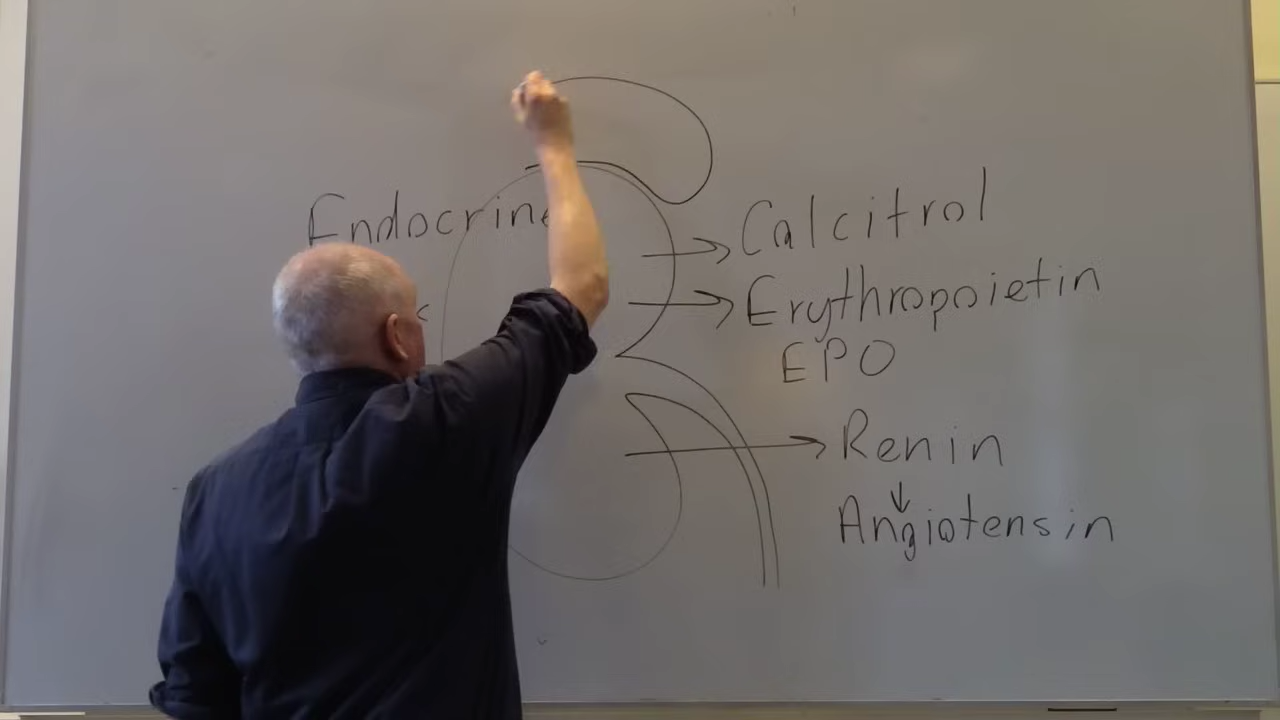 Endocrine
Calcitrol
Erythropoietin
EPO
Renin
Angiotensin